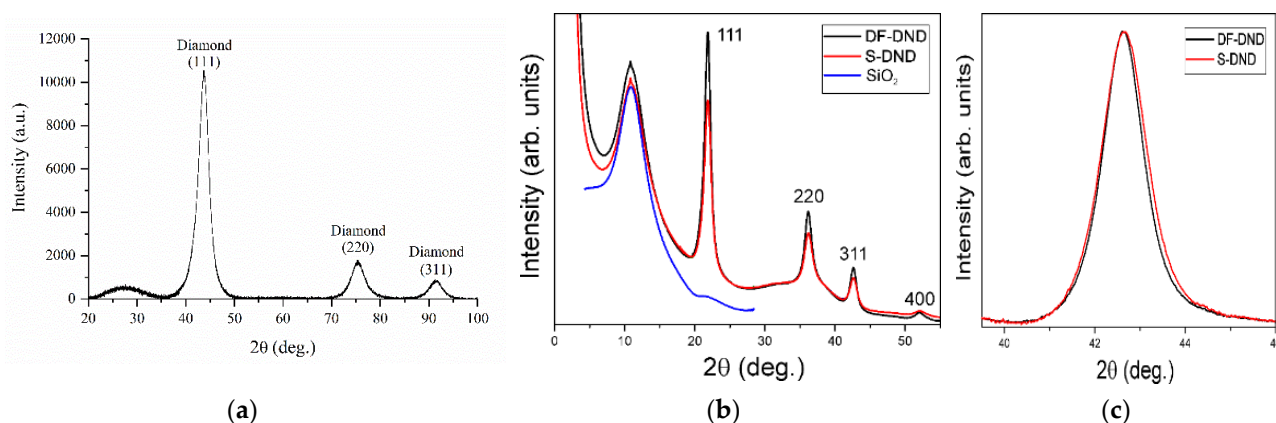 12000
10000
8000
6000
4000
2000
0
Intensity (a.u.)
Diamond
(111)
Diamond
(220)
Diamond
(311)
20 30 40 50 60 70 80 90 100
2θ (deg.)
(a)
Intensity (arb. units)
DF-DND
S-DND
SiO₂
111
220
311
400
0 10 20 30 40 50
2θ (deg.)
(b)
Intensity (arb. units)
DF-DND
S-DND
40 42 44
2θ (deg.)
(c)